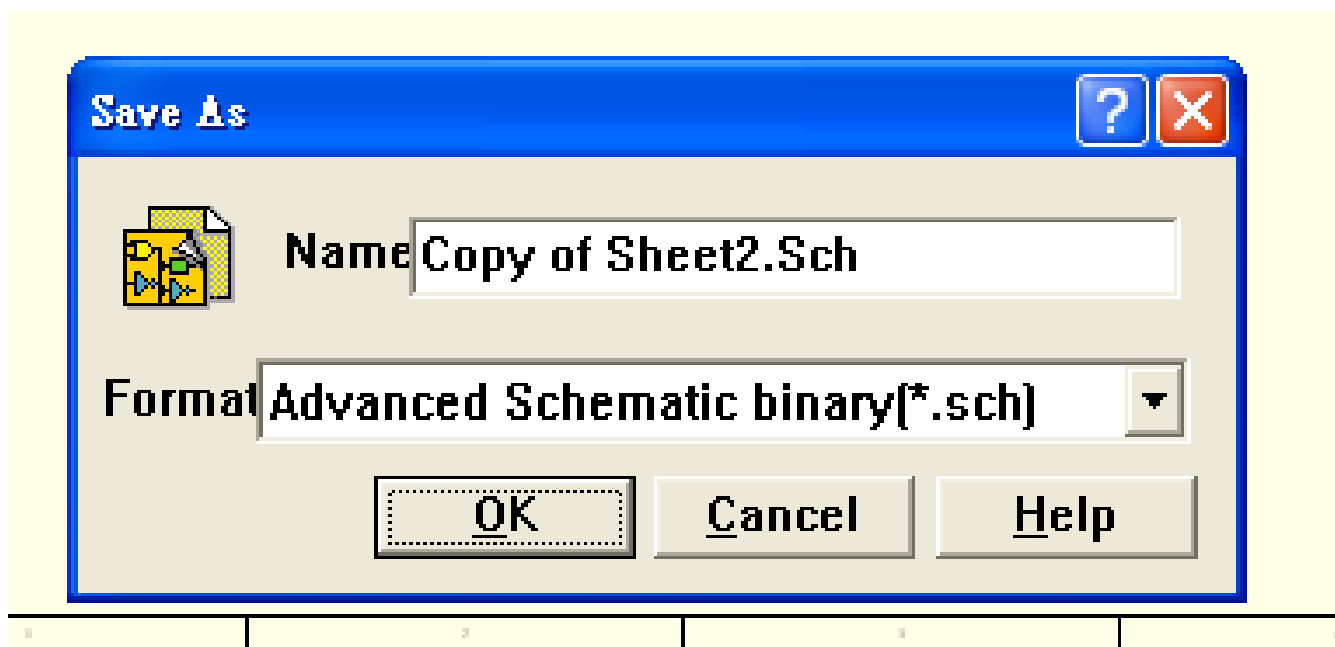 Save As
?
Name Copy of Sheet2.Sch
Format Advanced Schematic binary(*.sch)
OK Cancel Help